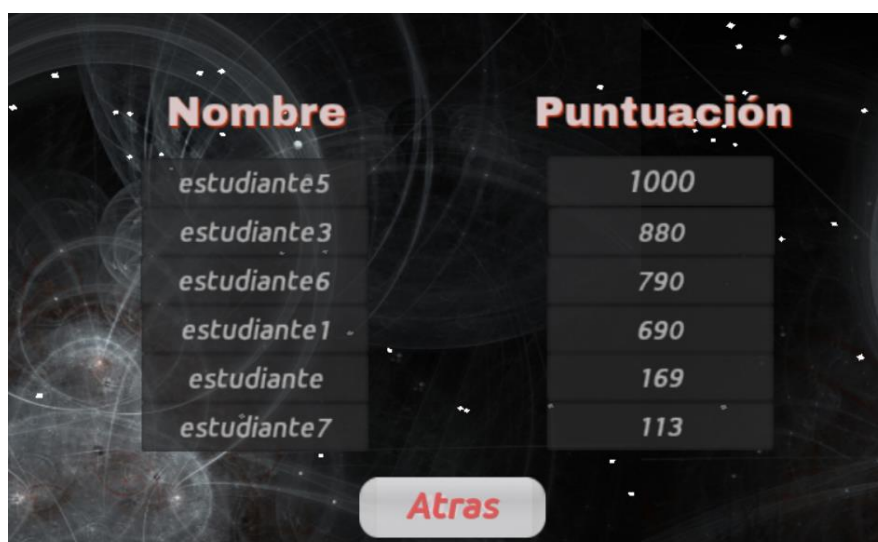 Nombre Puntuación
estudiante5 1000
estudiante3 880
estudiante6 790
estudiante1 690
estudiante 169
estudiante7 113
Atras